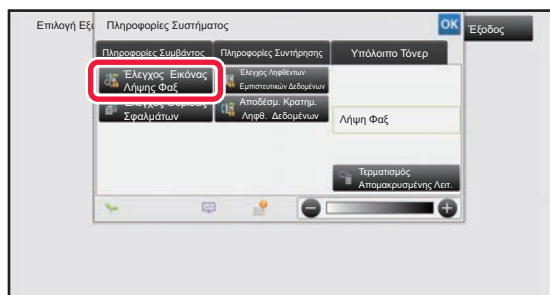 Επιλογή Εξ
Πληροφορίες Συστήματος
OK
Έξοδος
Πληροφορίες Συμβάντος
Πληροφορίες Συντήρησης
Υπόλοιπο Τόνερ
Έλεγχος Εικόνας
Λήψης Φαξ
Έλεγχος Ληφθέντων
Εμπιστευτικών Δεδομένων
Σφαλμάτων
Αποδέσμ. Κρατημ.
Ληφθ. Δεδομένων
Λήψη Φαξ
Τερματισμός
Απομακρυσμένης Λειτ.